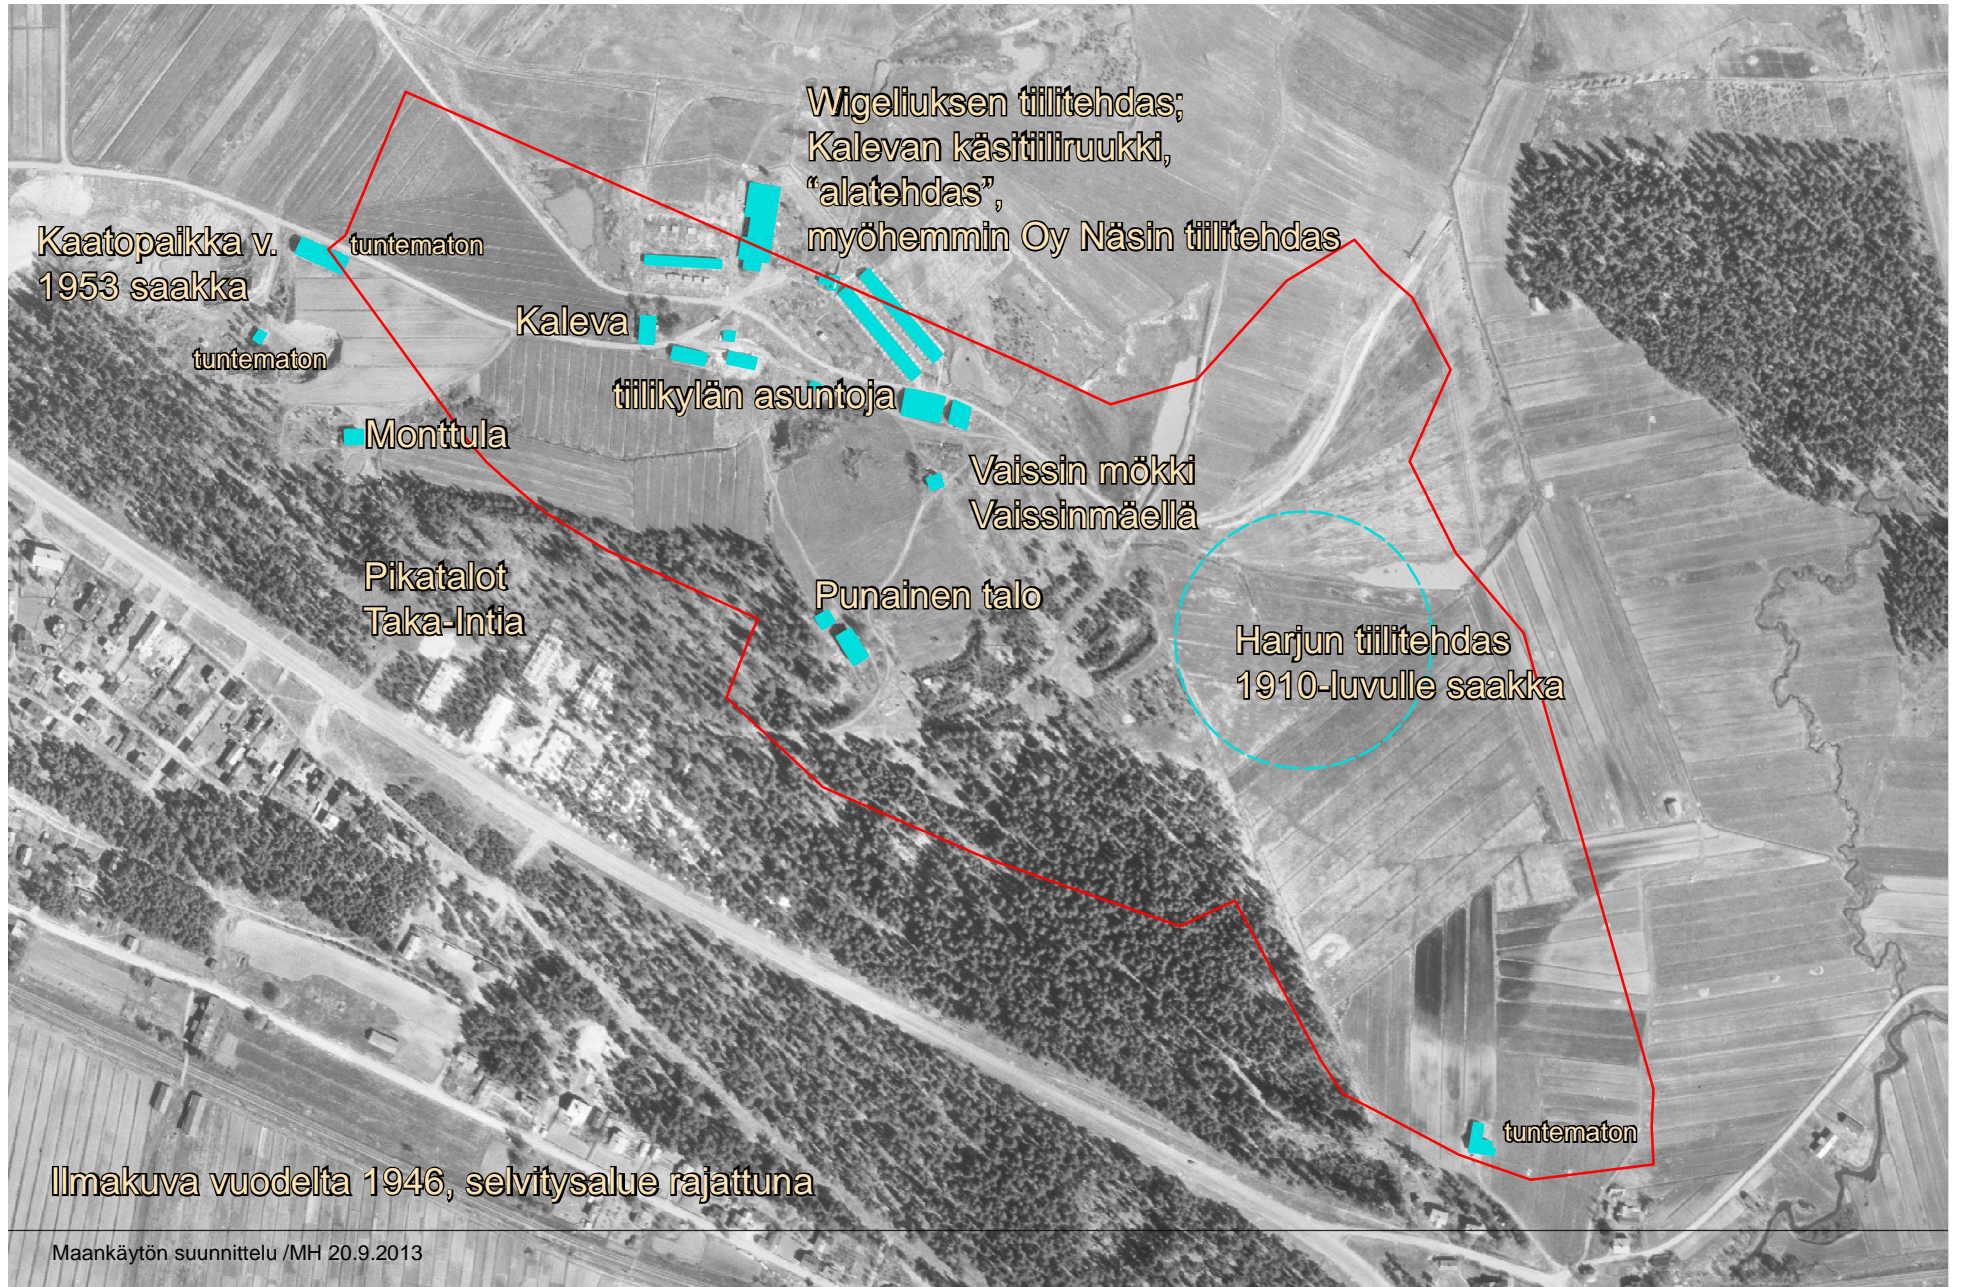 Wigeliuksen tiilitehdas;
Kalevan käsitiiliruukki,
“alatehdas”,
myöhemmin Oy Näsin tiilitehdas
Kaatopaikka v.
1953 saakka
tuntematon
Kaleva
tuntematon
tiilikylän asuntoja
Monttula
Vaissin mökki
Vaissinmäellä
Pikatalot
Taka-Intia
Punainen talo
Harjun tiilitehdas
1910-luvulle saakka
tuntematon
Ilmakuva vuodelta 1946, selvitysalue rajattuna
Maankäytön suunnittelu /MH 20.9.2013